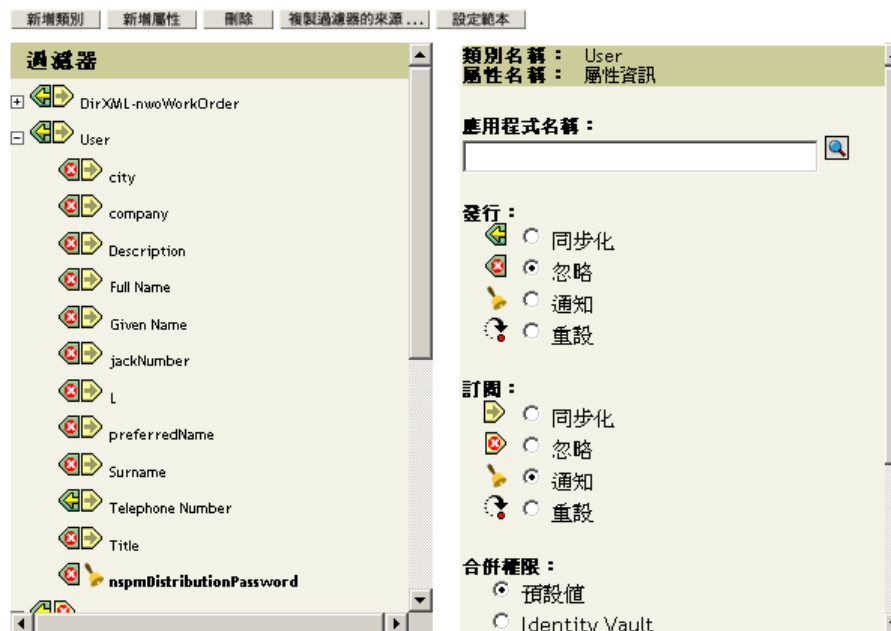 新增類別 新增屬性 刪除 複製過濾器的來源... 設定範本
過濾器
DirXML-nwoWorkOrder
User
city
company
Description
Full Name
Given Name
jackNumber
L
preferredName
Surname
Telephone Number
Title
nspmDistributionPassword
類別名稱： User
屬性名稱： 屬性資訊
應用程式名稱：
發行：
同步化
忽略
通知
重設
訂閱：
同步化
忽略
通知
重設
合併權限：
預設值
Identity Vault